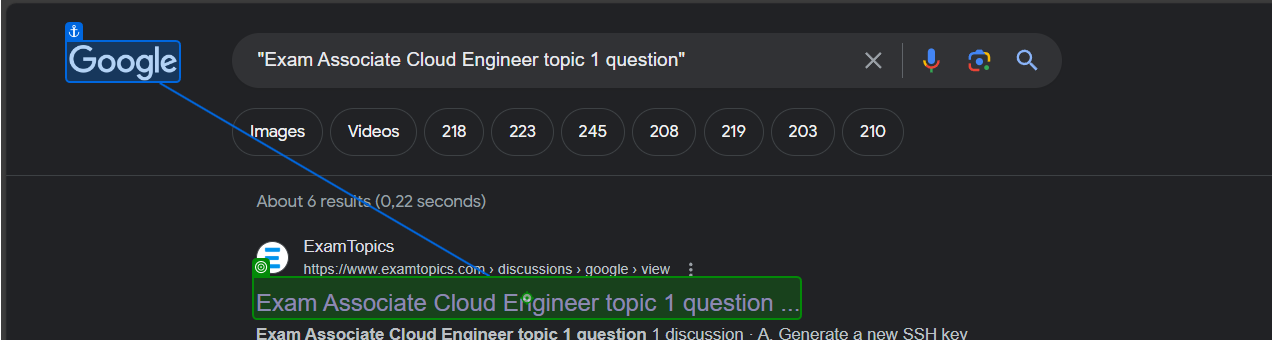 Google
"Exam Associate Cloud Engineer topic 1 question"
Images Videos 218 223 245 208 219 203 210
About 6 results (0,22 seconds)
ExamTopics
https://www.examtopics.com › discussions › google › view
Exam Associate Cloud Engineer topic 1 question ...
Exam Associate Cloud Engineer topic 1 question 1 discussion · A. Generate a new SSH key